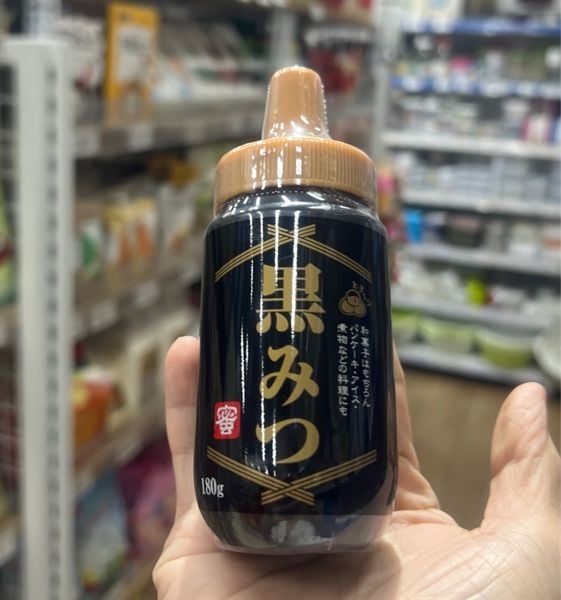 黒みつ
和菓子はもちろん
パンケーキ・アイス・
煮物などの料理にも
蜜
180g